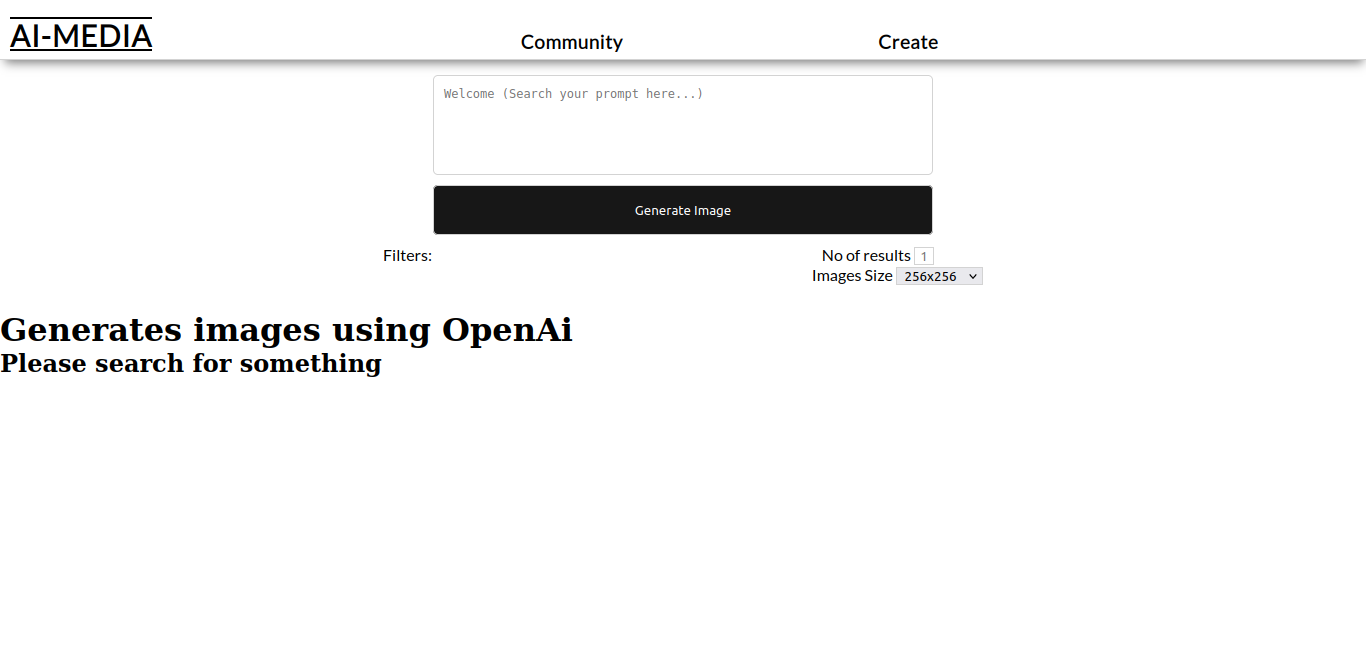 AI-MEDIA
Community
Create
Welcome (Search your prompt here...)
Generate Image
Filters:
No of results 1
Images Size 256x256
Generates images using OpenAi
Please search for something